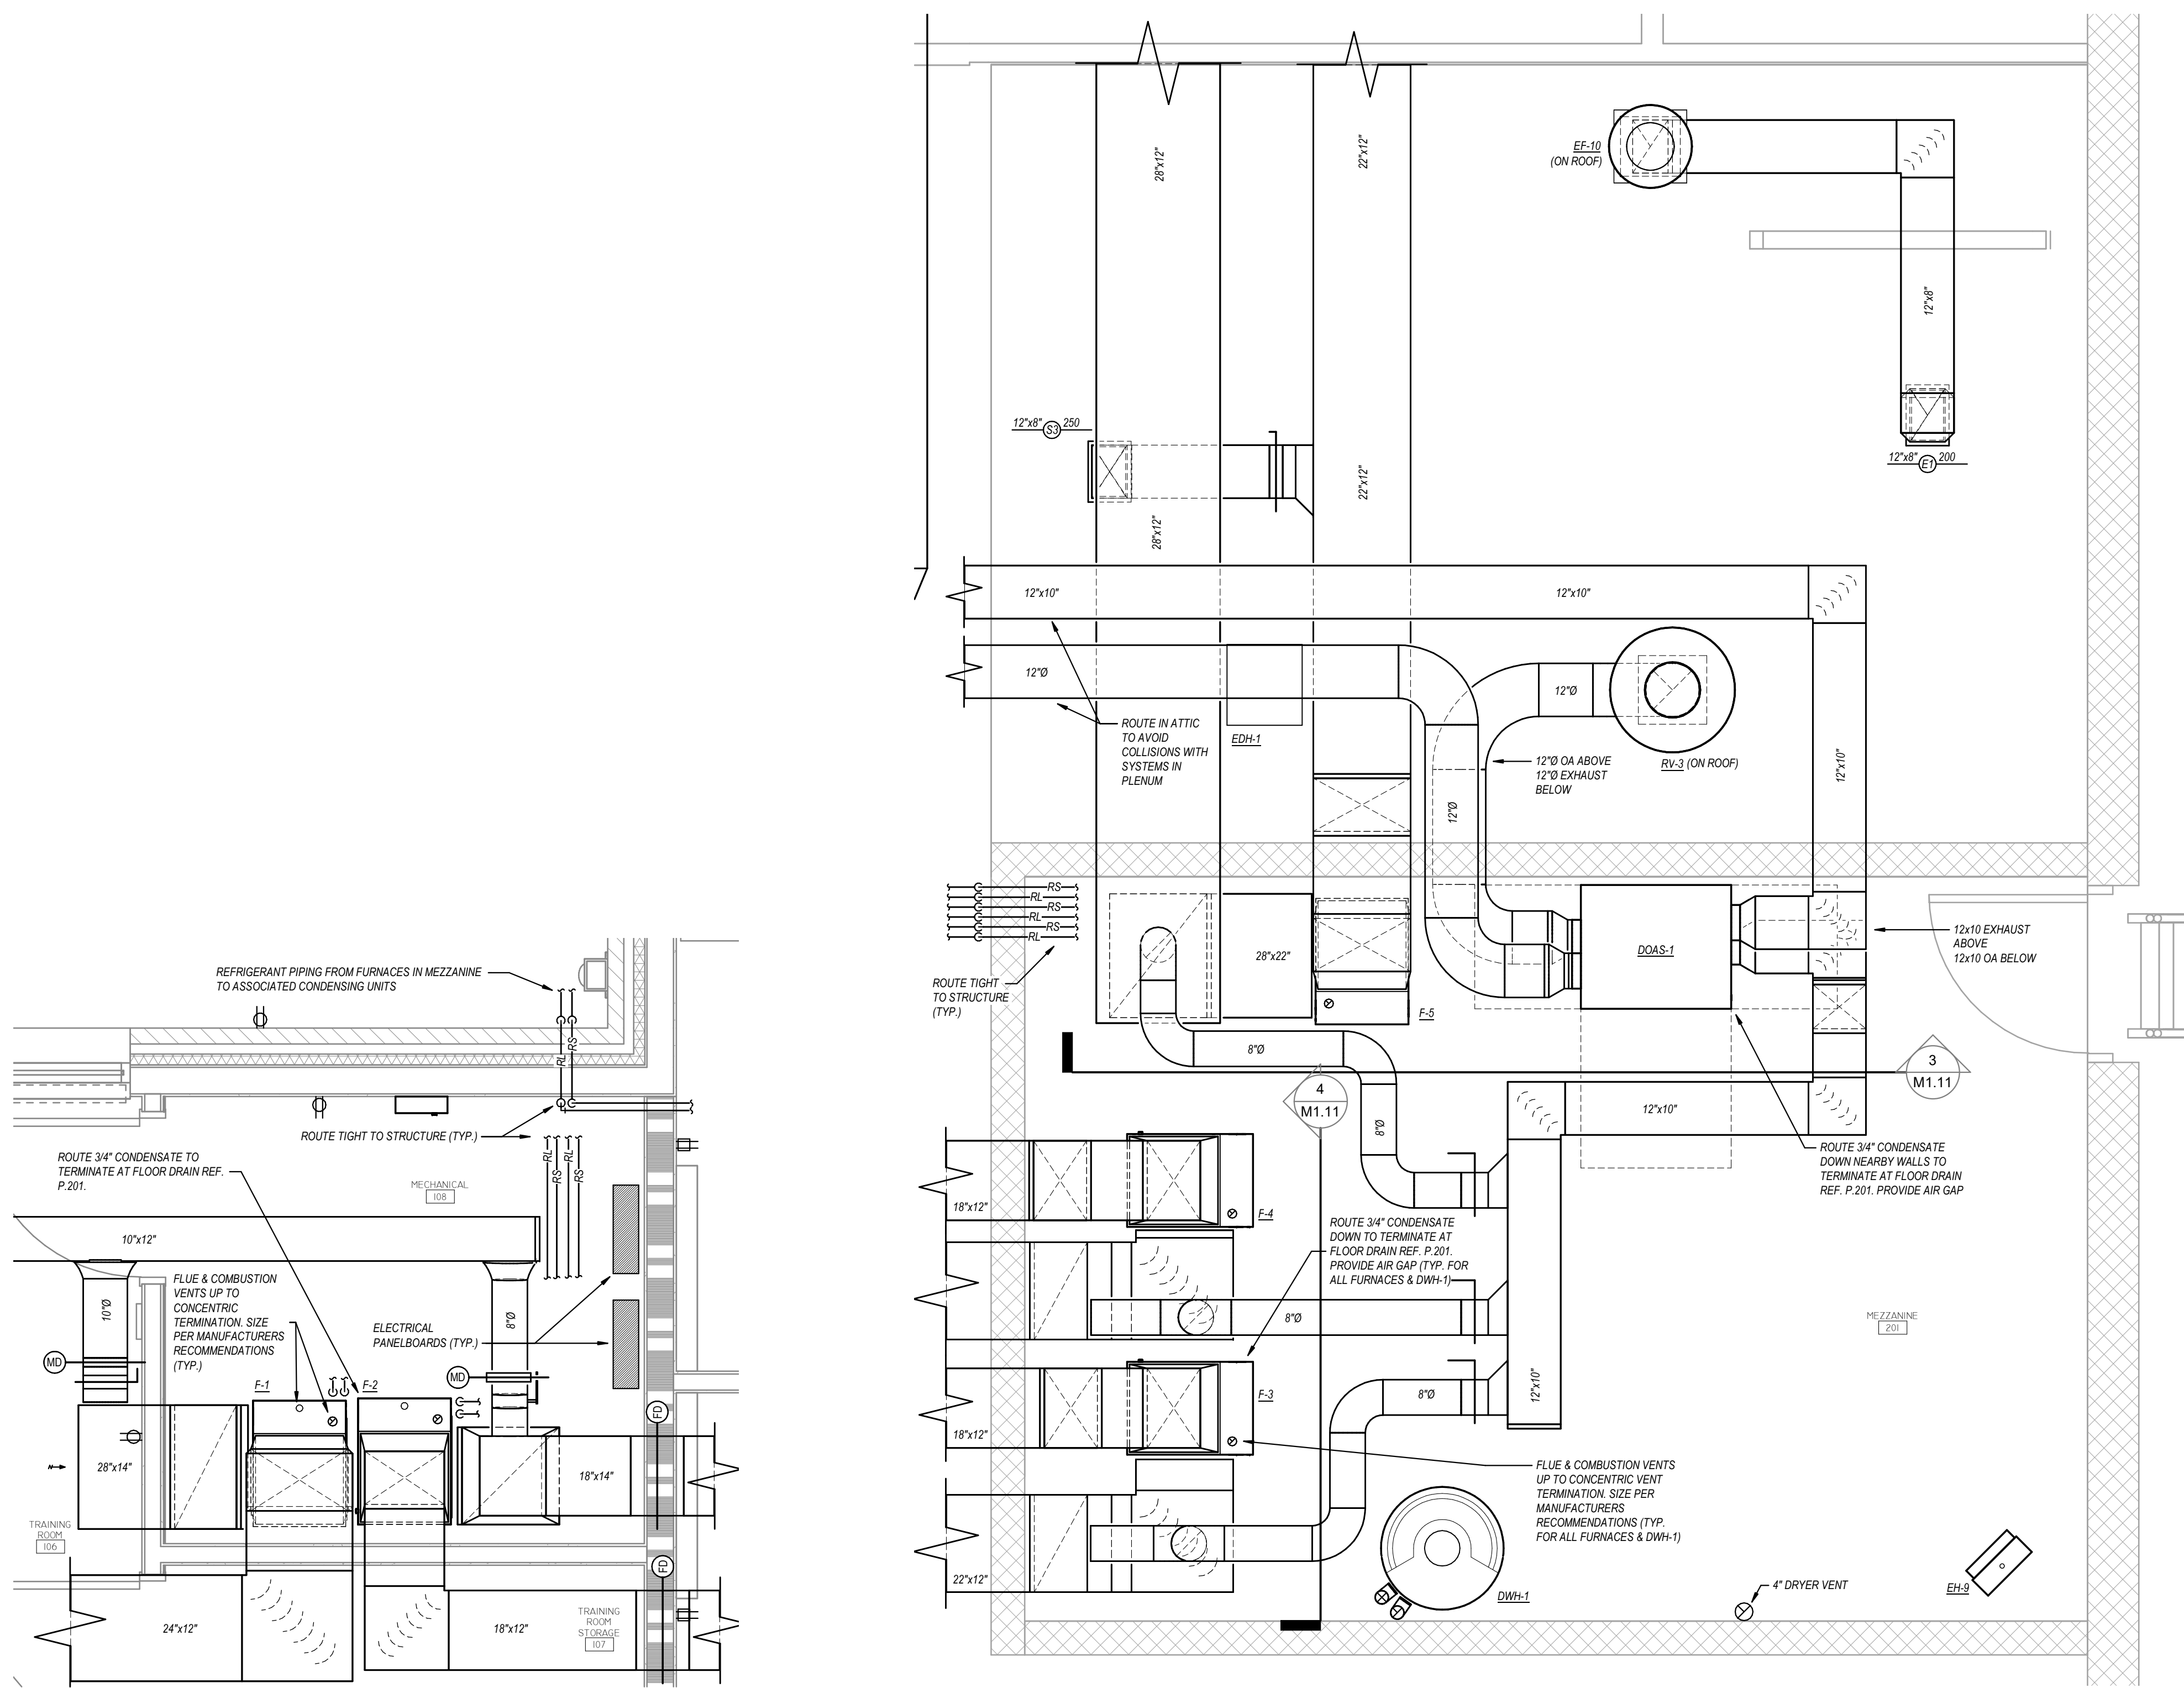 28"x12"
22"x12"
EF-10
(ON ROOF)
12"x8"
12"x8" S3 250
22"x12"
28"x12"
12"x8" E1 200
12"x10"
12"x10"
12"Ø
12"Ø
ROUTE IN ATTIC
TO AVOID
COLLISIONS WITH
SYSTEMS IN
PLENUM
EDH-1
12"Ø OA ABOVE
12"Ø EXHAUST
BELOW
RV-3 (ON ROOF)
12"x10"
12"Ø
RS
RL
RS
RL
RS
RL
ROUTE TIGHT
TO STRUCTURE
(TYP.)
28"x22"
F-5
DOAS-1
12x10 EXHAUST
ABOVE
12x10 OA BELOW
8"Ø
4
M1.11
3
M1.11
8"Ø
12"x10"
ROUTE 3/4" CONDENSATE
DOWN NEARBY WALLS TO
TERMINATE AT FLOOR DRAIN
REF. P.201. PROVIDE AIR GAP
18"x12"
F-4
ROUTE 3/4" CONDENSATE
DOWN TO TERMINATE AT
FLOOR DRAIN REF. P.201.
PROVIDE AIR GAP (TYP. FOR
ALL FURNACES & DWH-1)
8"Ø
MEZZANINE
201
F-3
8"Ø
12"x10"
18"x12"
FLUE & COMBUSTION VENTS
UP TO CONCENTRIC VENT
TERMINATION. SIZE PER
MANUFACTURERS
RECOMMENDATIONS (TYP.
FOR ALL FURNACES & DWH-1)
22"x12"
DWH-1
4" DRYER VENT
EH-9
REFRIGERANT PIPING FROM FURNACES IN MEZZANINE
TO ASSOCIATED CONDENSING UNITS
RL
RS
ROUTE TIGHT TO STRUCTURE (TYP.)
RL
RS
RL
RS
ROUTE 3/4" CONDENSATE TO
TERMINATE AT FLOOR DRAIN REF.
P.201.
MECHANICAL
108
10"x12"
FLUE & COMBUSTION
VENTS UP TO
CONCENTRIC
TERMINATION. SIZE
PER MANUFACTURERS
RECOMMENDATIONS
(TYP.)
10"Ø
8"Ø
ELECTRICAL
PANELBOARDS (TYP.)
MD
MD
F-1
F-2
FD
28"x14"
18"x14"
TRAINING
ROOM
106
FD
24"x12"
18"x12"
TRAINING
ROOM
STORAGE
107